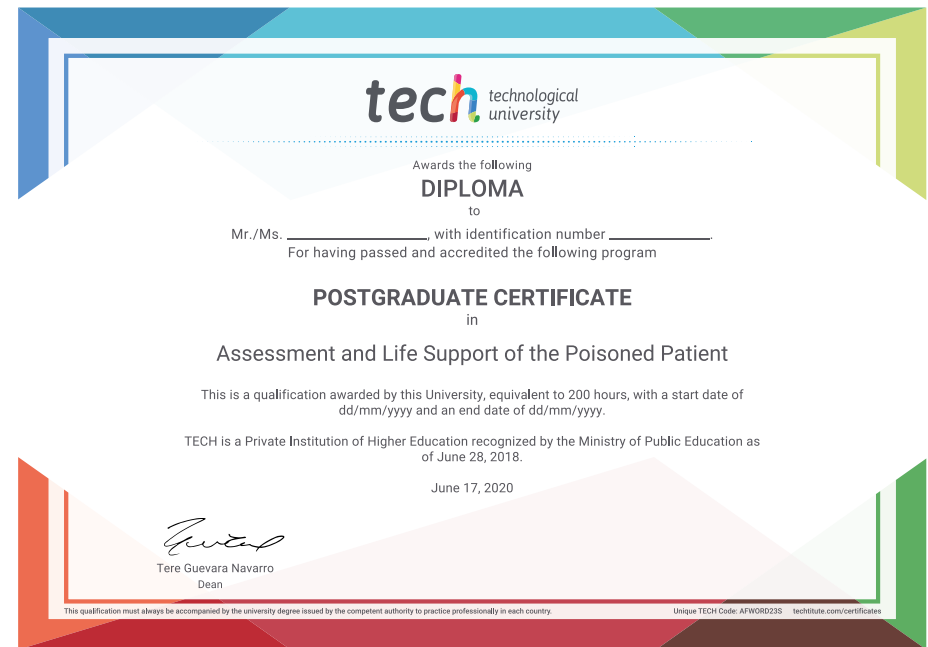 tech technological
university
Awards the following
DIPLOMA
to
Mr./Ms. ____________________, with identification number ______________.
For having passed and accredited the following program
POSTGRADUATE CERTIFICATE
in
Assessment and Life Support of the Poisoned Patient
This is a qualification awarded by this University, equivalent to 200 hours, with a start date of
dd/mm/yyyy and an end date of dd/mm/yyyy.
TECH is a Private Institution of Higher Education recognized by the Ministry of Public Education as
of June 28, 2018.
June 17, 2020
Tere Guevara Navarro
Dean
This qualification must always be accompanied by the university degree issued by the competent authority to practice professionally in each country.
Unique TECH Code: AFWORD23S techtitute.com/certificates